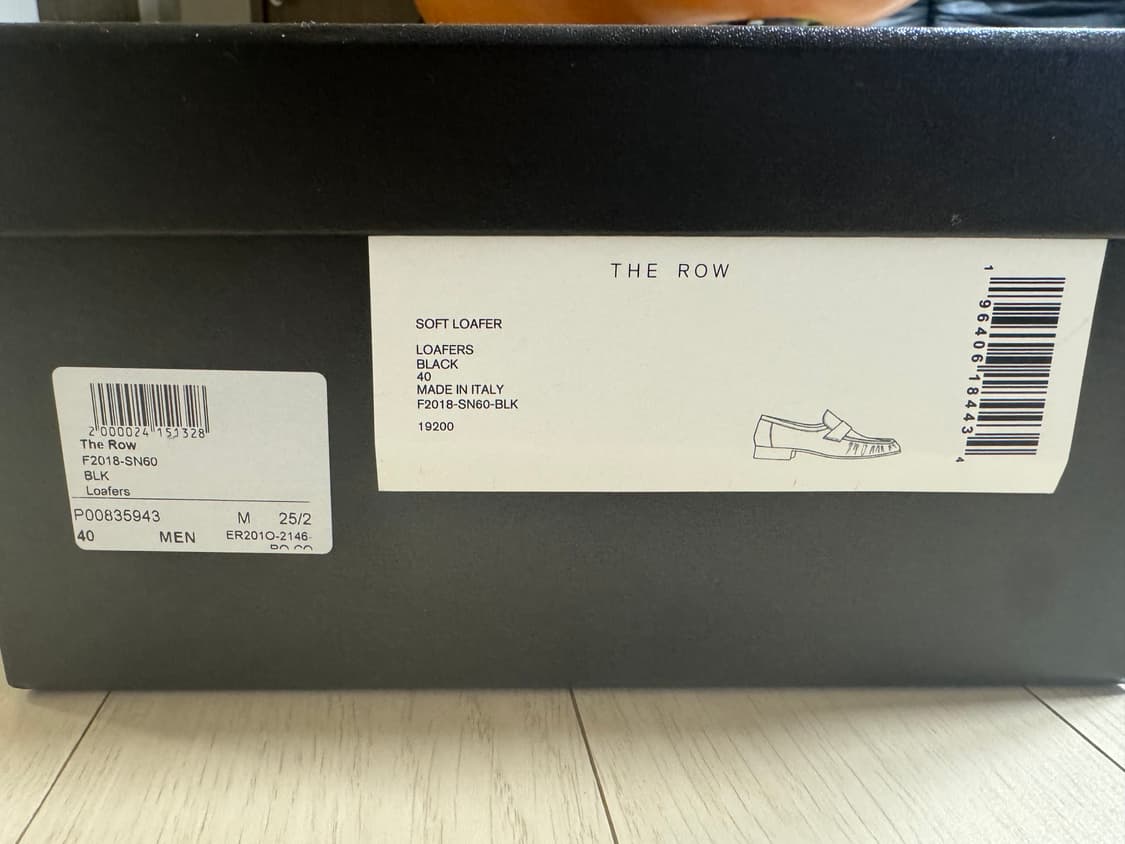 THE ROW
SOFT LOAFER
LOAFERS
BLACK
40
MADE IN ITALY
F2018-SN60-BLK
19200
1 96406 18443 4
2 000024 151328
The Row
F2018-SN60
BLK
Loafers
P00835943 M 25/2
40 MEN ER201O-2146-